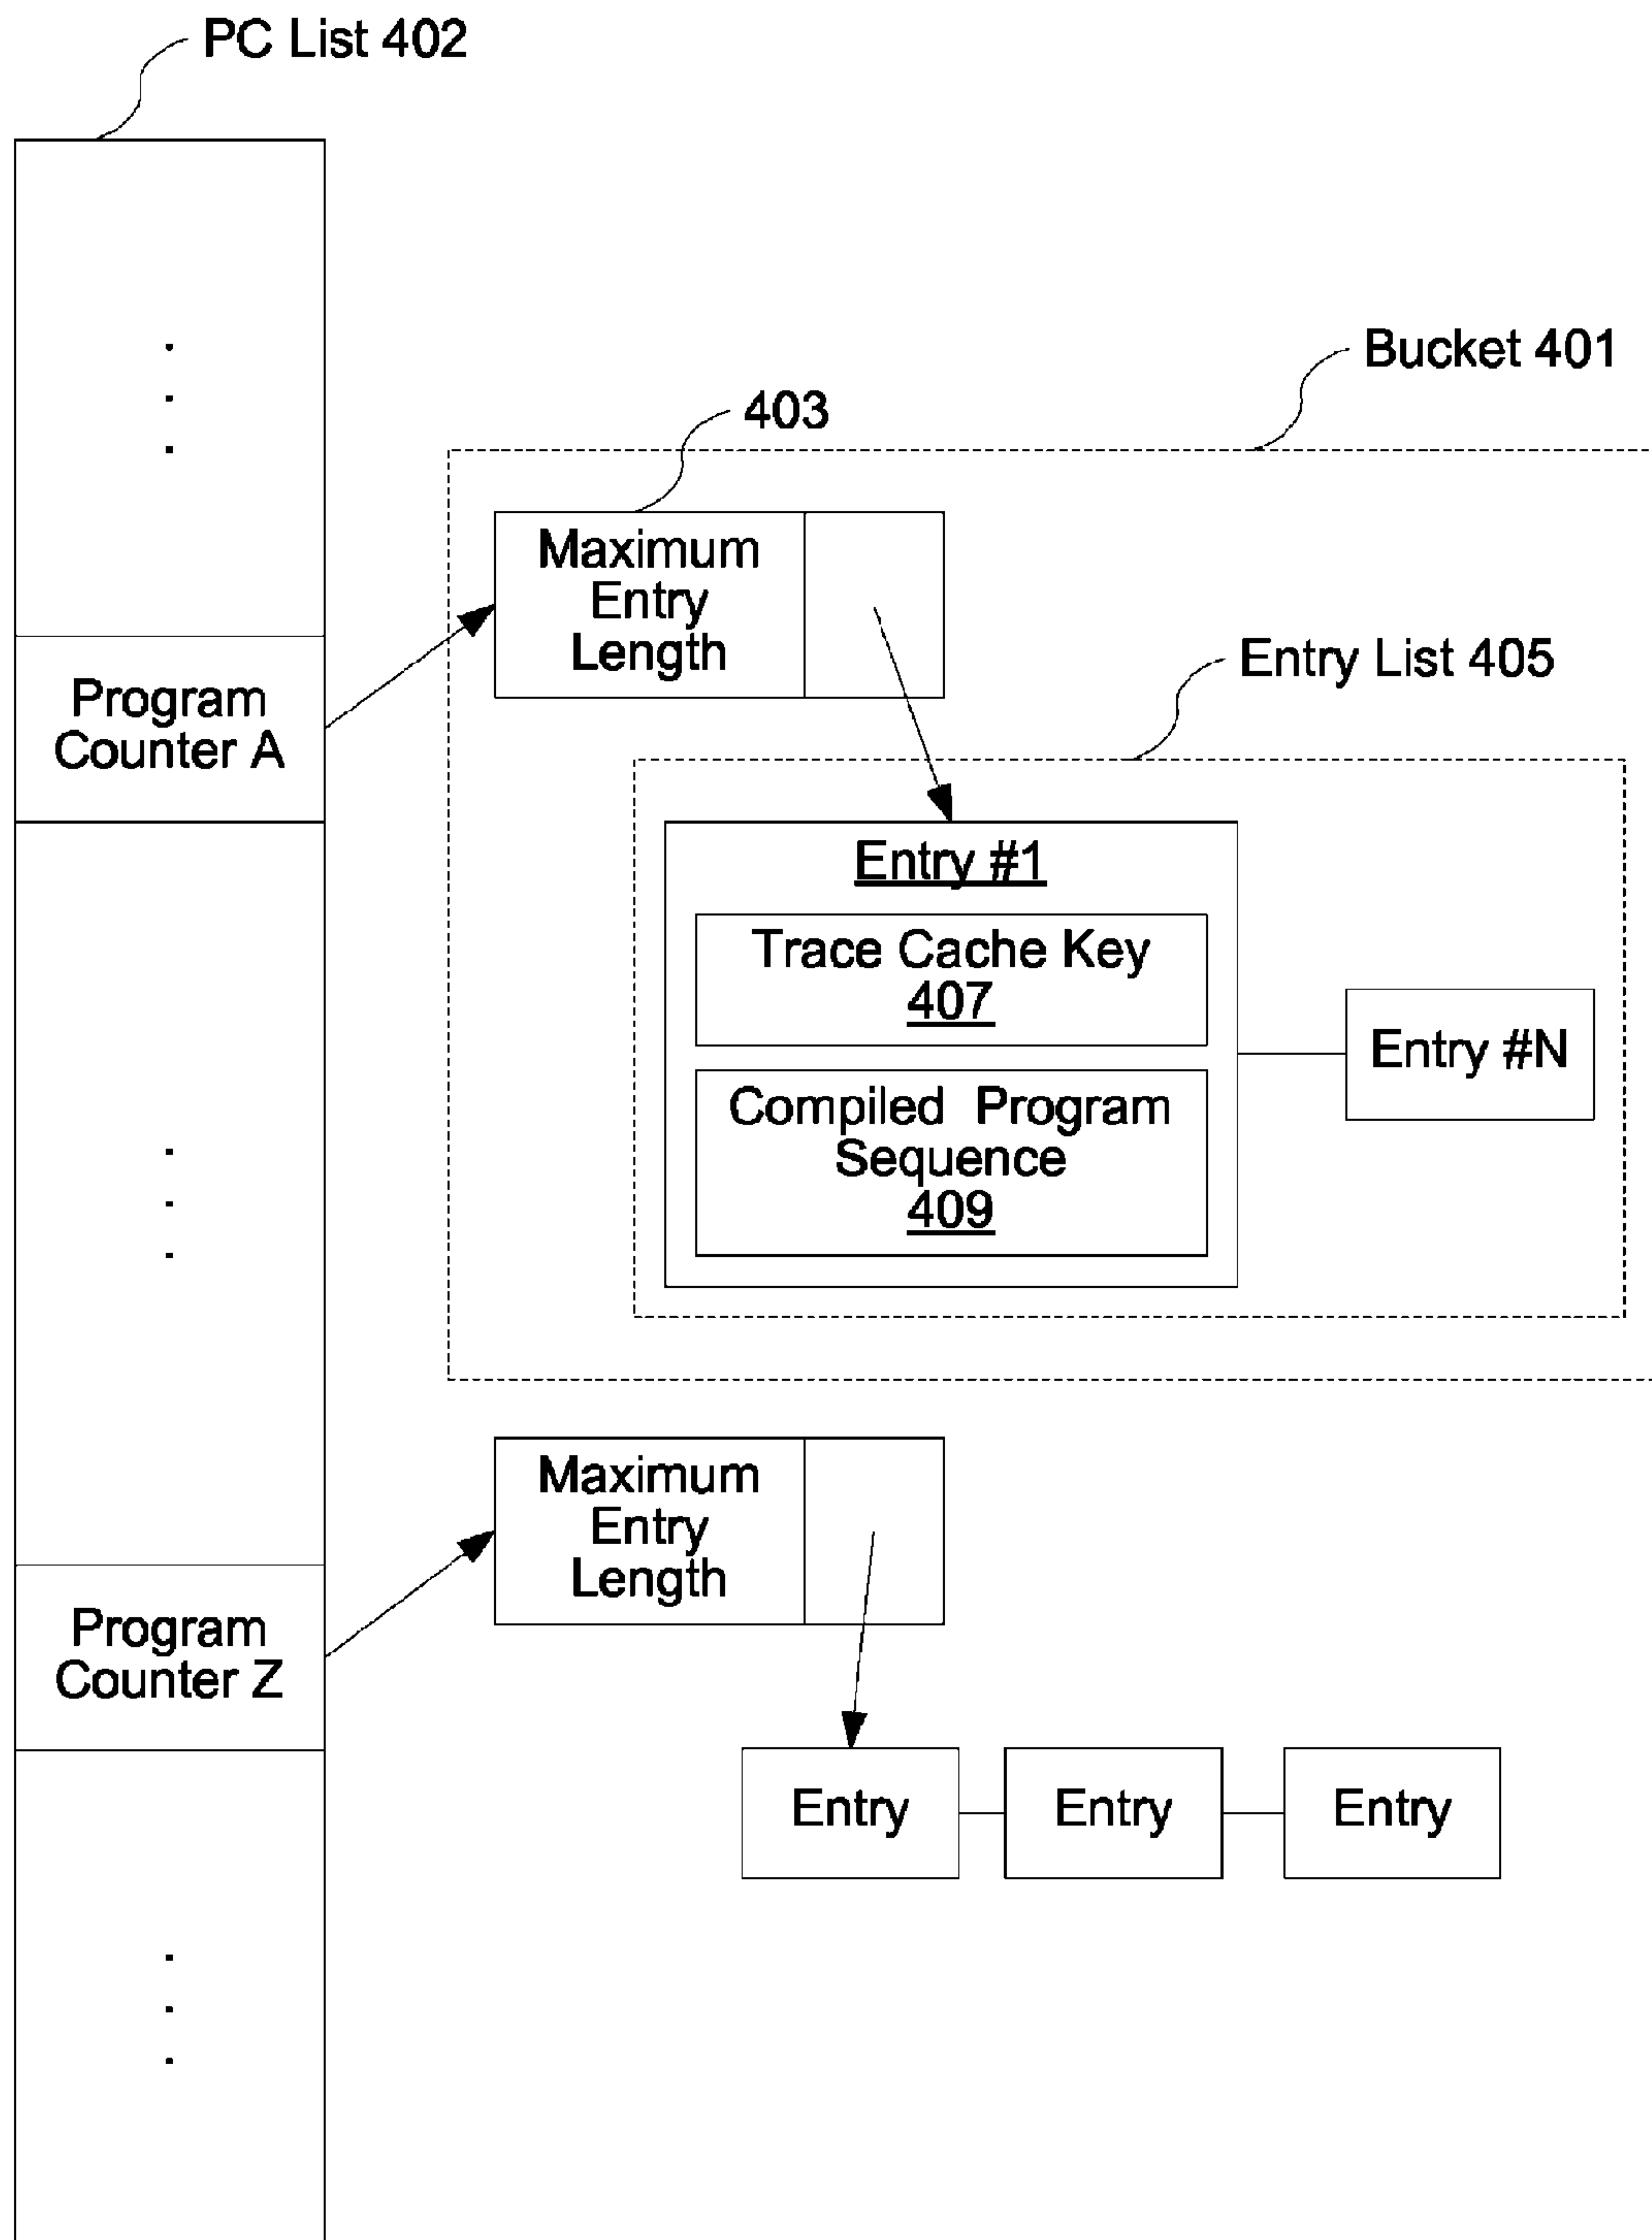 PC List 402
Bucket 401
403
Maximum
Entry
Length
Entry List 405
Program
Counter A
Entry #1
Trace Cache Key
407
Entry #N
Compiled Program
Sequence
409
Maximum
Entry
Length
Program
Counter Z
Entry
Entry
Entry